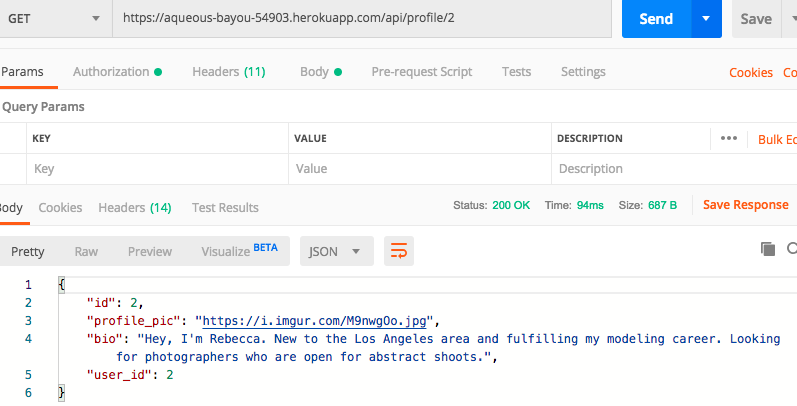 GET https://aqueous-bayou-54903.herokuapp.com/api/profile/2 Send Save
Params Authorization Headers (11) Body Pre-request Script Tests Settings Cookies Co
Query Params
KEY VALUE DESCRIPTION ••• Bulk Ed
Key Value Description
Body Cookies Headers (14) Test Results Status: 200 OK Time: 94ms Size: 687 B Save Response
Pretty Raw Preview Visualize BETA JSON
1 {
2 "id": 2,
3 "profile_pic": "https://i.imgur.com/M9nwgOo.jpg",
4 "bio": "Hey, I'm Rebecca. New to the Los Angeles area and fulfilling my modeling career. Looking
for photographers who are open for abstract shoots.",
5 "user_id": 2
6 }